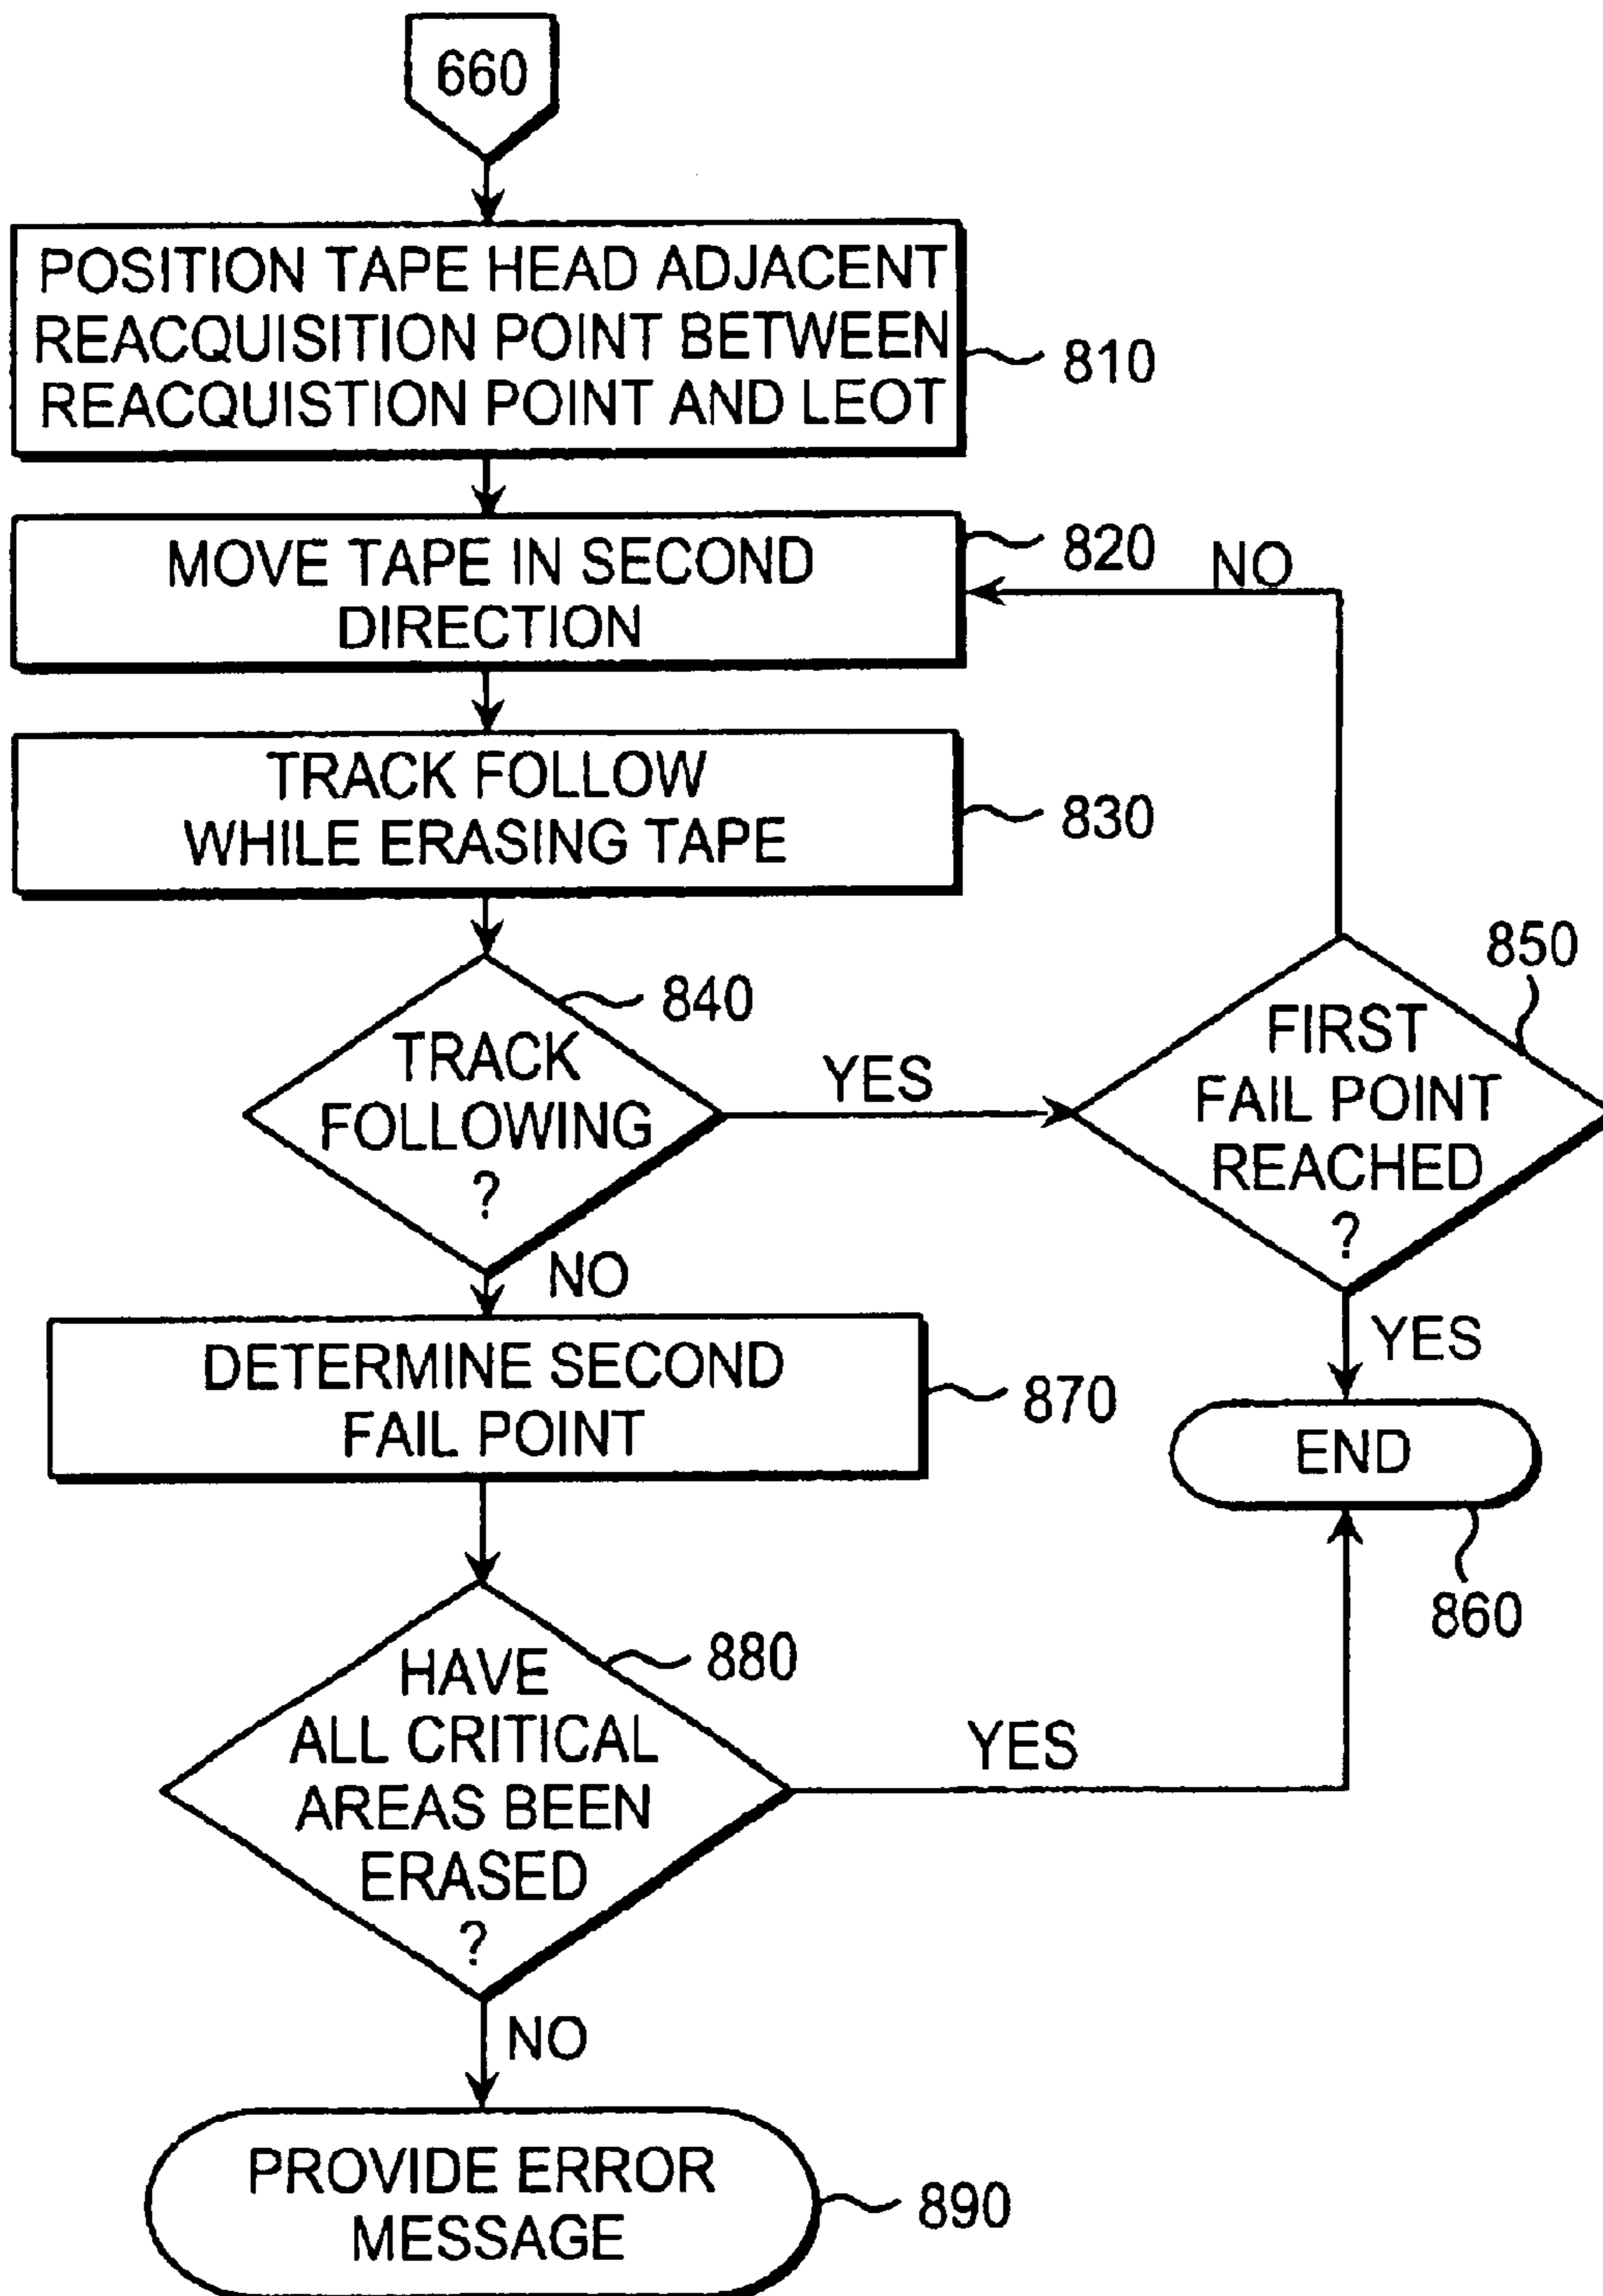 660
POSITION TAPE HEAD ADJACENT
REACQUISITION POINT BETWEEN
REACQUISTION POINT AND LEOT
810
MOVE TAPE IN SECOND
DIRECTION
820
NO
TRACK FOLLOW
WHILE ERASING TAPE
830
840
TRACK
FOLLOWING
?
YES
850
FIRST
FAIL POINT
REACHED
?
NO
YES
DETERMINE SECOND
FAIL POINT
870
END
860
880
HAVE
ALL CRITICAL
AREAS BEEN
ERASED
?
YES
NO
PROVIDE ERROR
MESSAGE
890